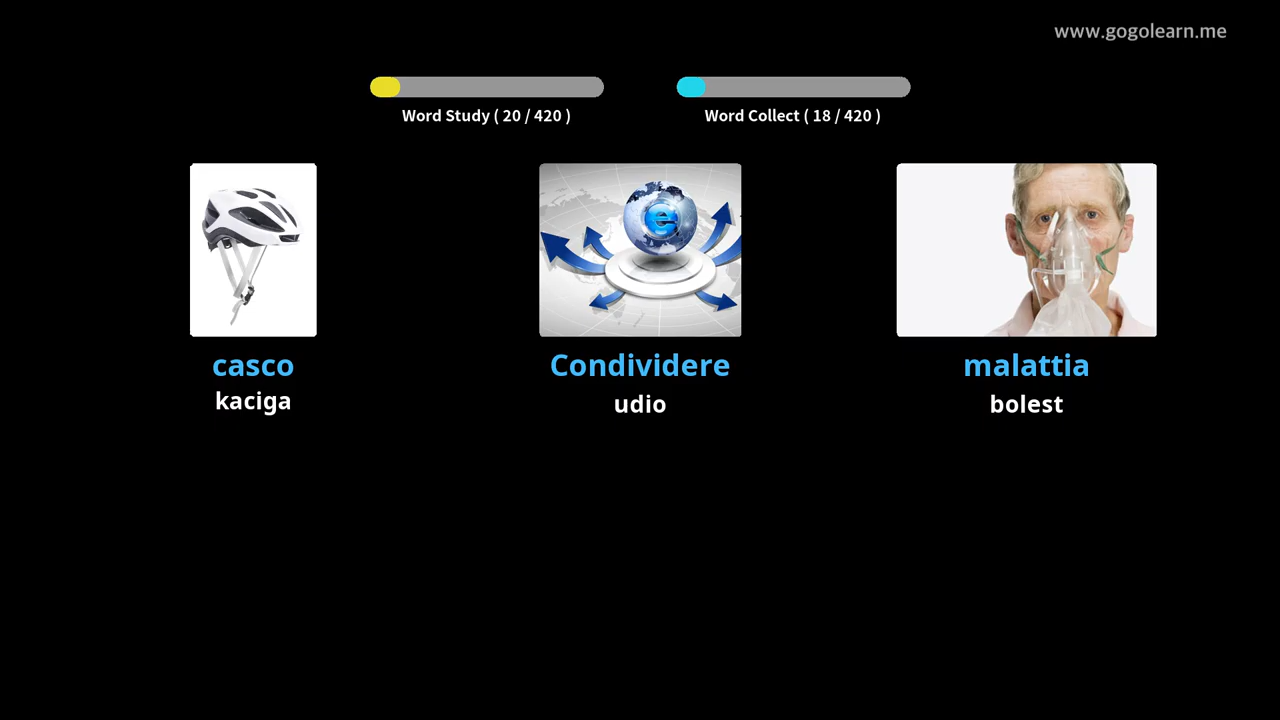 www.gogolearn.me
Word Study ( 20 / 420 )
Word Collect ( 18 / 420 )
e
casco
Condividere
malattia
kaciga
udio
bolest